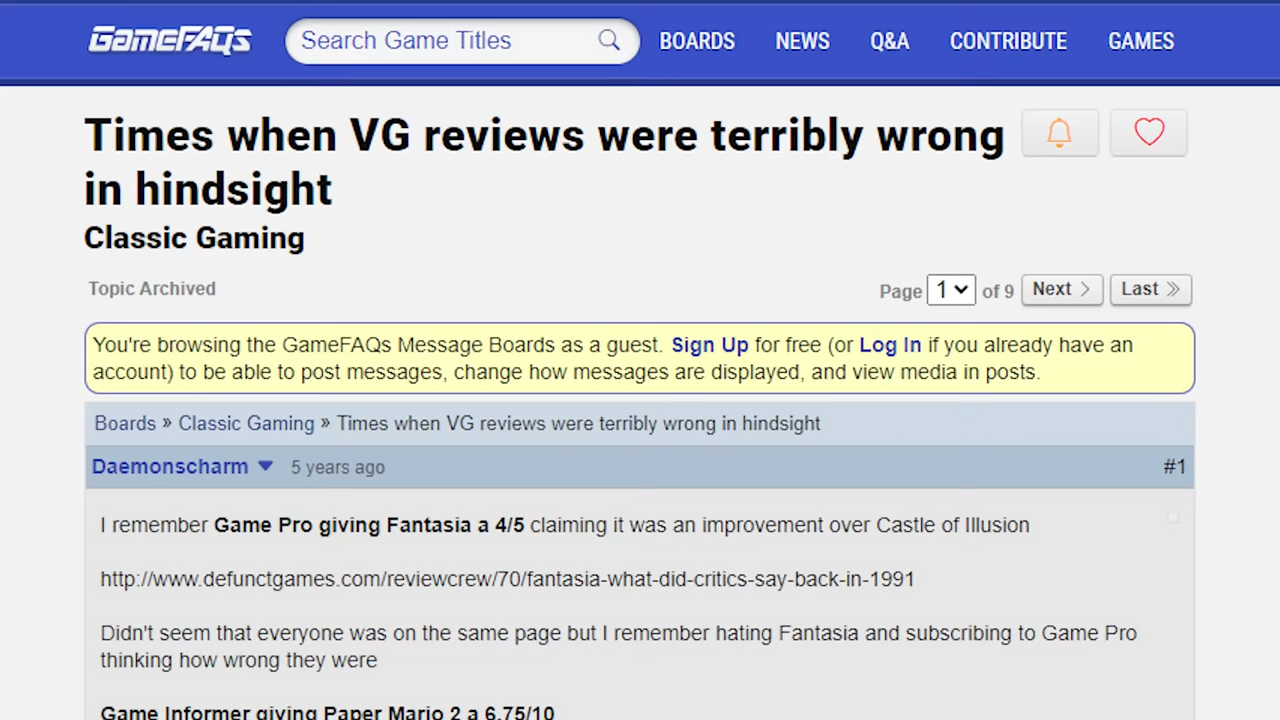 GameFAQs
Search Game Titles
BOARDS
NEWS
Q&A
CONTRIBUTE
GAMES
Times when VG reviews were terribly wrong
in hindsight
Classic Gaming
Topic Archived
Page 1 of 9 Next Last
You're browsing the GameFAQs Message Boards as a guest. Sign Up for free (or Log In if you already have an
account) to be able to post messages, change how messages are displayed, and view media in posts.
Boards » Classic Gaming » Times when VG reviews were terribly wrong in hindsight
Daemonscharm 5 years ago #1
I remember Game Pro giving Fantasia a 4/5 claiming it was an improvement over Castle of Illusion
http://www.defunctgames.com/reviewcrew/70/fantasia-what-did-critics-say-back-in-1991
Didn't seem that everyone was on the same page but I remember hating Fantasia and subscribing to Game Pro
thinking how wrong they were
Game Informer giving Paper Mario 2 a 6.75/10